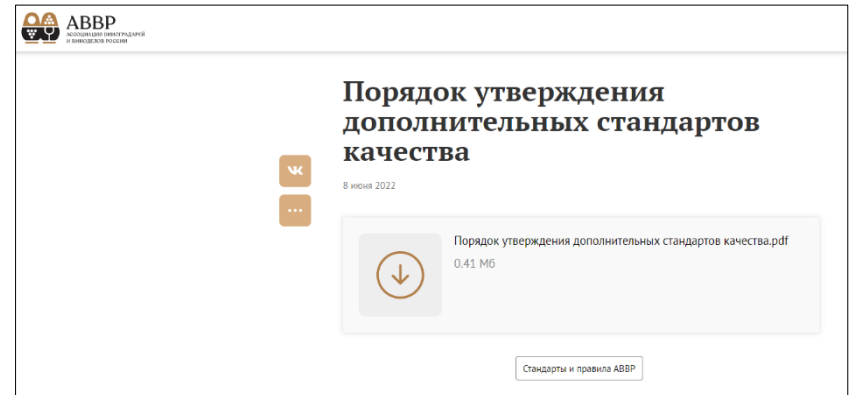 АВВР
АССОЦИАЦИЯ ВИНОГРАДАРЕЙ
И ВИНОДЕЛОВ РОССИИ
Порядок утверждения
дополнительных стандартов
качества
8 июня 2022
Порядок утверждения дополнительных стандартов качества.pdf
0.41 Мб
Стандарты и правила АВВР